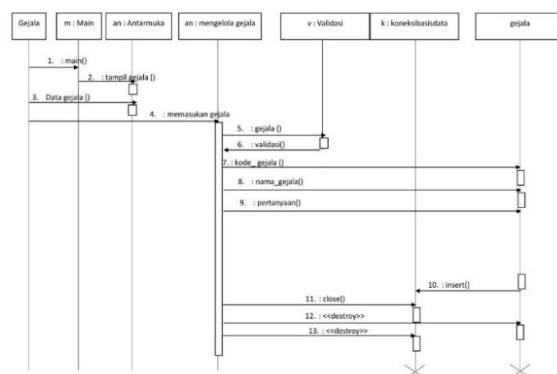 Gejala
m : Main
an : Antarmuka
an : mengelola gejala
v : Validasi
k : koneksibasisdata
gejala
1. : main()
2. : tampil gejala ()
3. Data gejala ()
4. : memasukan gejala
5. : gejala ()
6. : validasi()
7. : kode_ gejala ()
8. : nama_gejala()
9. : pertanyaan()
10. : insert()
11. : close()
12. : <<destroy>>
13. : <<destroy>>